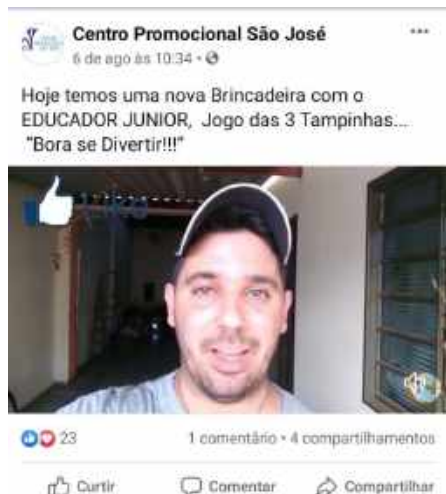 Centro Promocional São José
6 de ago às 10:34
Hoje temos uma nova Brincadeira com o
EDUCADOR JUNIOR, Jogo das 3 Tampinhas...
"Bora se Divertir!!!"
23
1 comentário • 4 compartilhamentos
Curtir
Comentar
Compartilhar